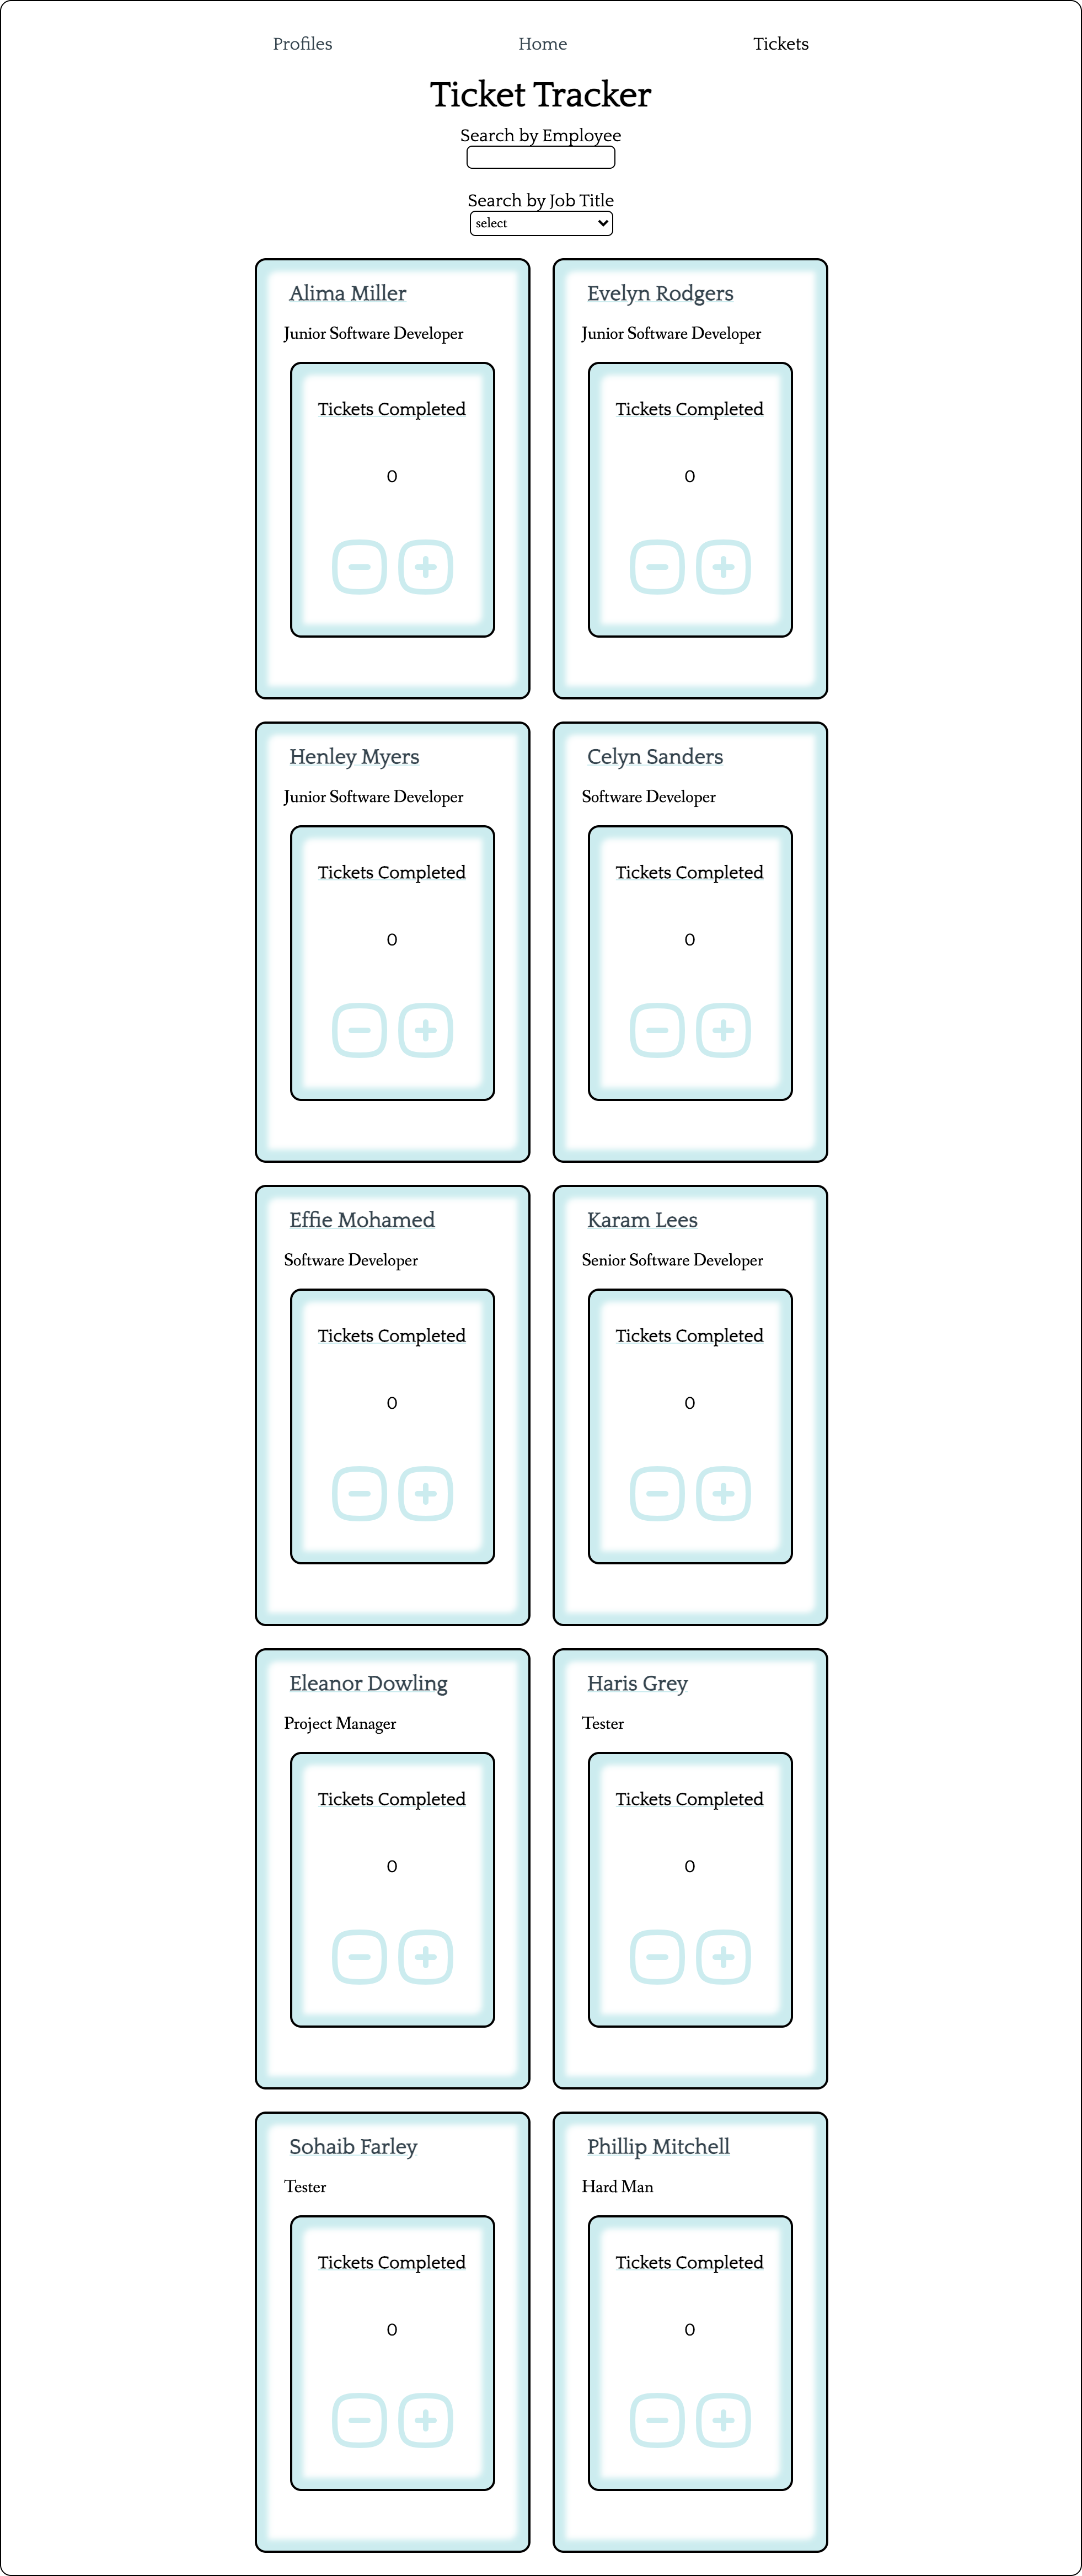 Profiles Home Tickets
Ticket Tracker
Search by Employee
Search by Job Title
select
Alima Miller
Junior Software Developer
Tickets Completed
0
Evelyn Rodgers
Junior Software Developer
Tickets Completed
0
Henley Myers
Junior Software Developer
Tickets Completed
0
Celyn Sanders
Software Developer
Tickets Completed
0
Effie Mohamed
Software Developer
Tickets Completed
0
Karam Lees
Senior Software Developer
Tickets Completed
0
Eleanor Dowling
Project Manager
Tickets Completed
0
Haris Grey
Tester
Tickets Completed
0
Sohaib Farley
Tester
Tickets Completed
0
Phillip Mitchell
Hard Man
Tickets Completed
0